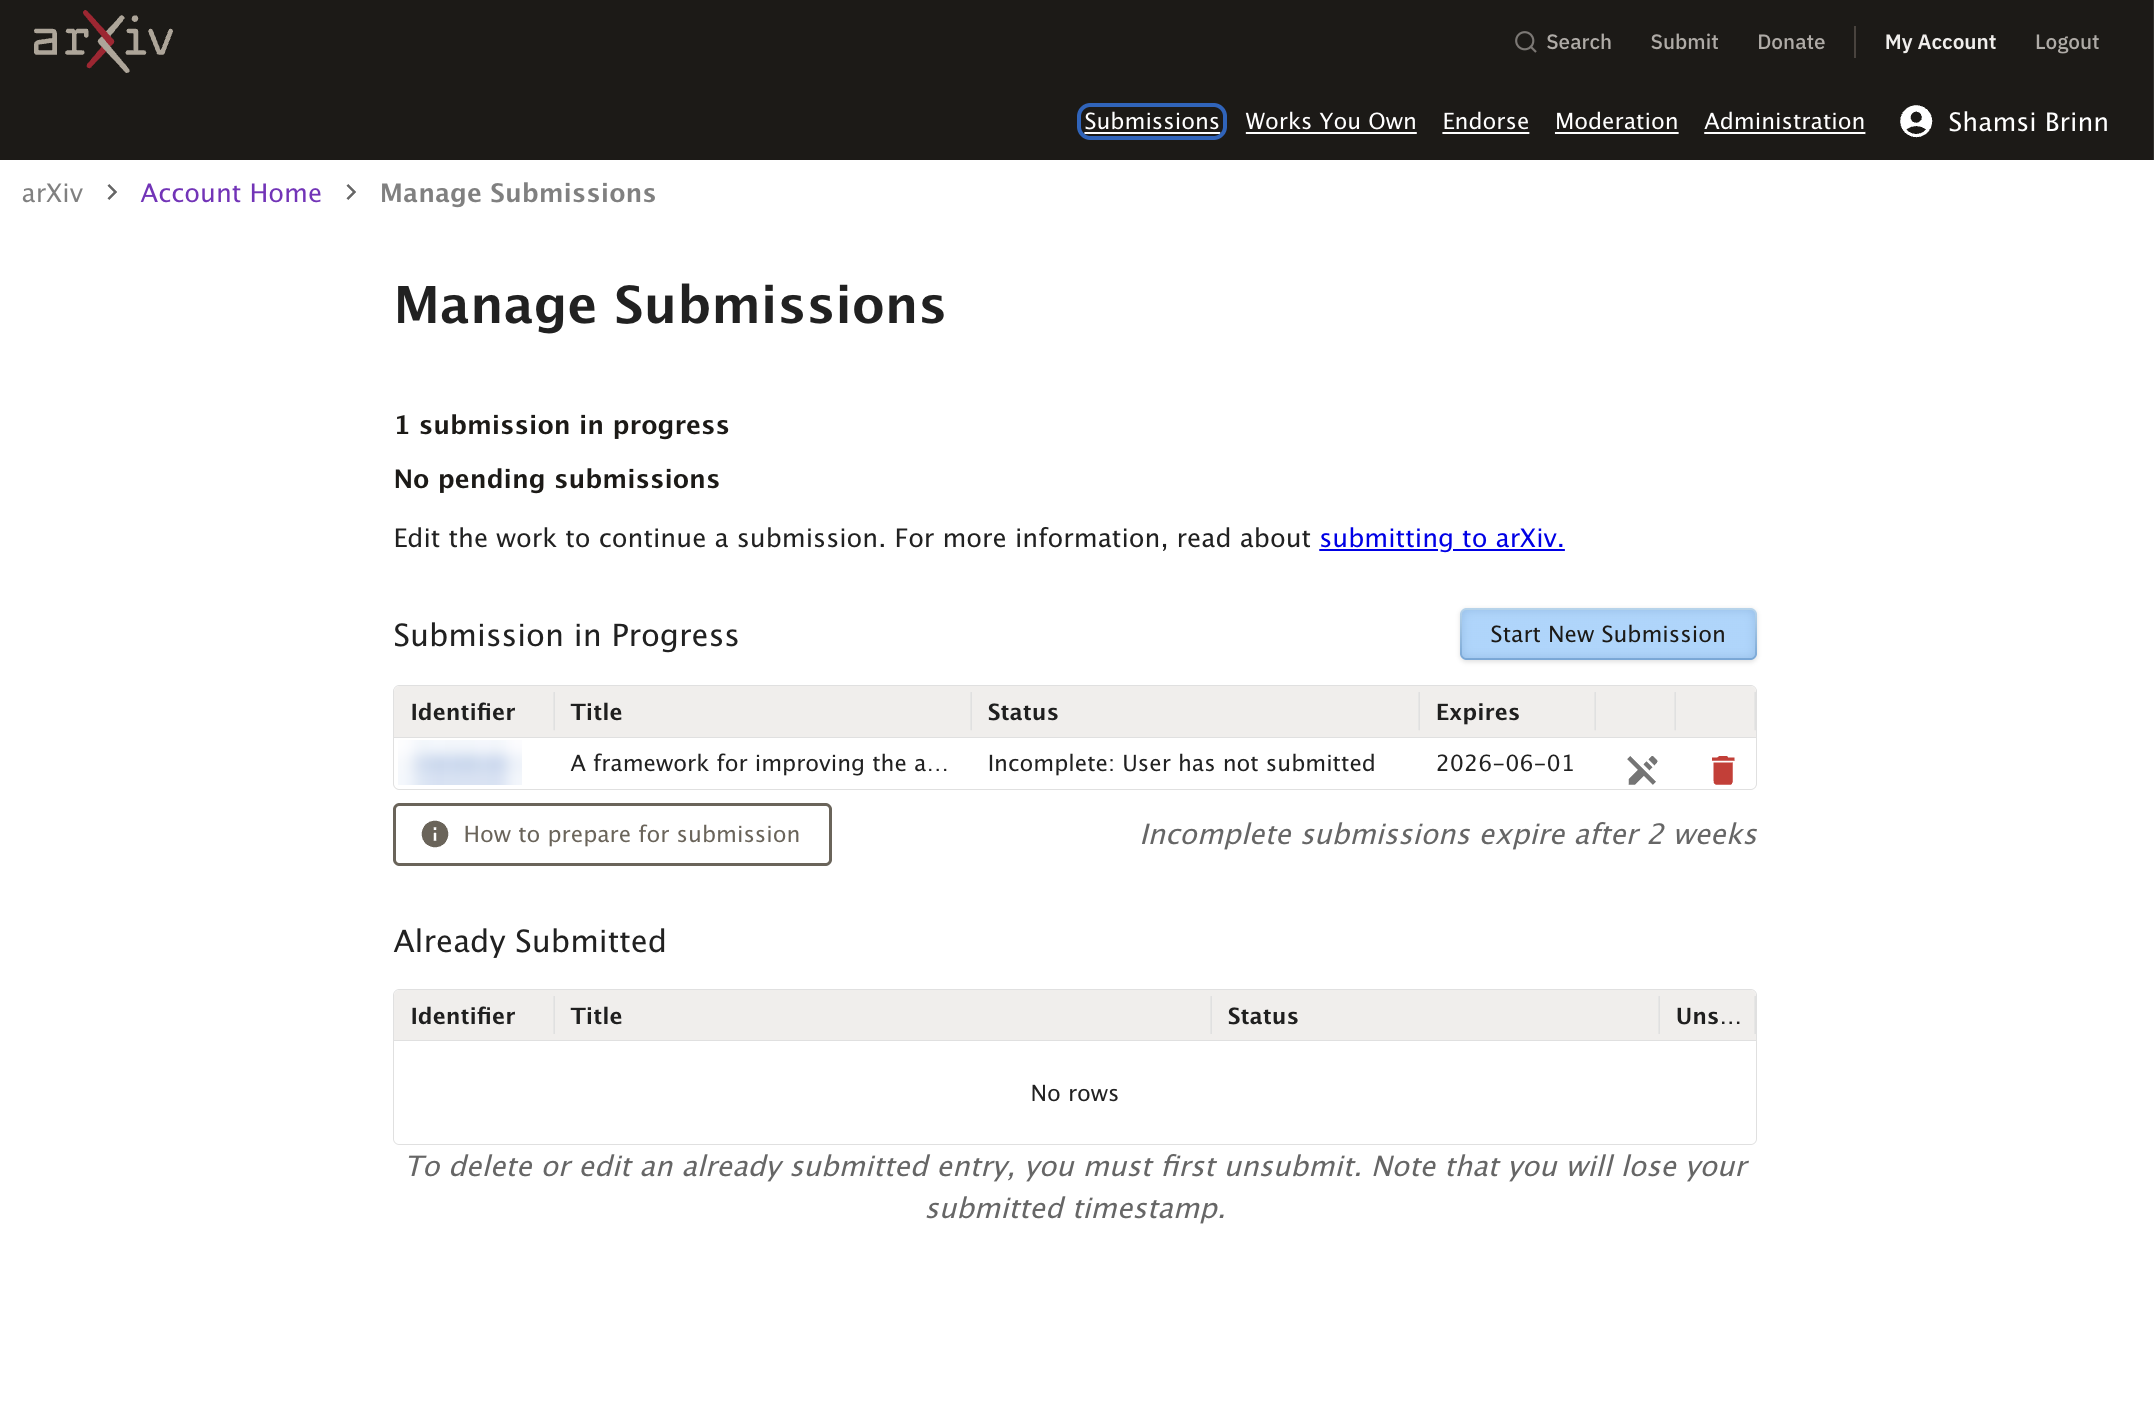 arXiv
Search Submit Donate My Account Logout
Submissions Works You Own Endorse Moderation Administration Shamsi Brinn
arXiv > Account Home > Manage Submissions
Manage Submissions
1 submission in progress
No pending submissions
Edit the work to continue a submission. For more information, read about submitting to arXiv.
Submission in Progress
Start New Submission
Identifier Title Status Expires
A framework for improving the a... Incomplete: User has not submitted 2026-06-01
How to prepare for submission
Incomplete submissions expire after 2 weeks
Already Submitted
Identifier Title Status Uns...
No rows
To delete or edit an already submitted entry, you must first unsubmit. Note that you will lose your
submitted timestamp.